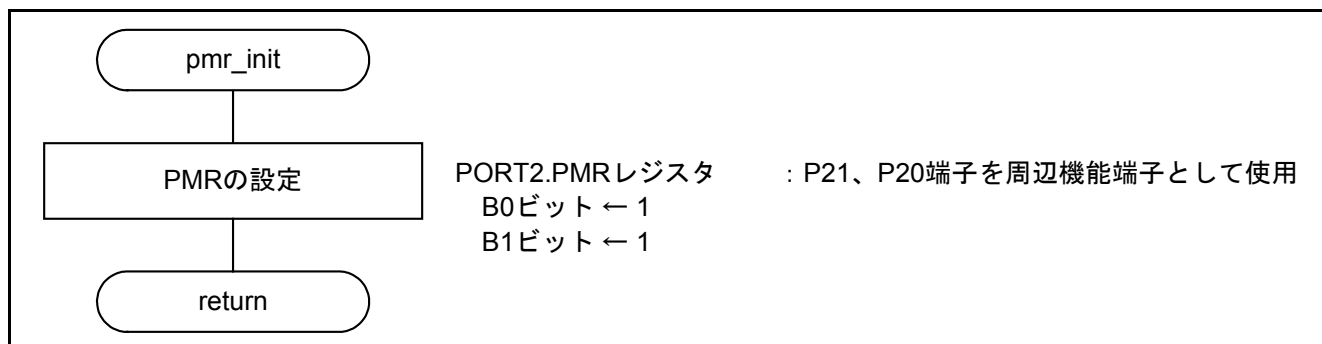 pmr_init
PMRの設定
PORT2.PMRレジスタ : P21、P20端子を周辺機能端子として使用
B0ビット ← 1
B1ビット ← 1
return